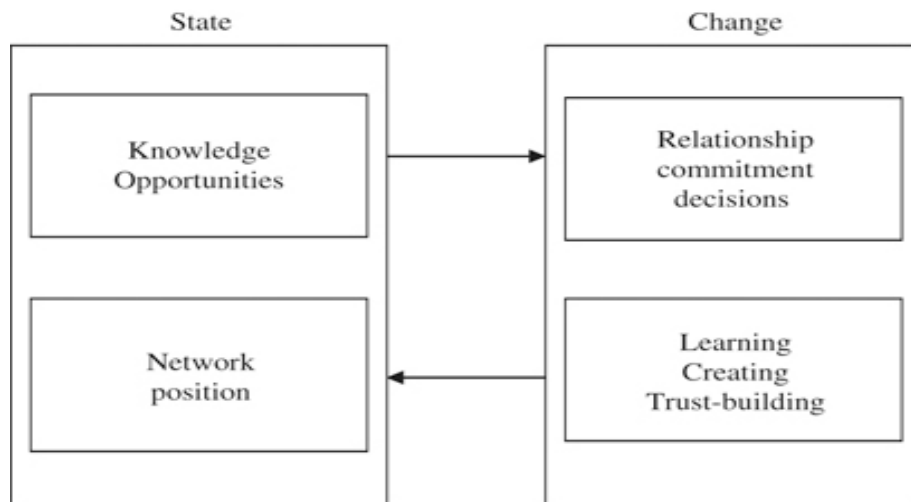 State
Knowledge
Opportunities
Network
position
Change
Relationship
commitment
decisions
Learning
Creating
Trust-building